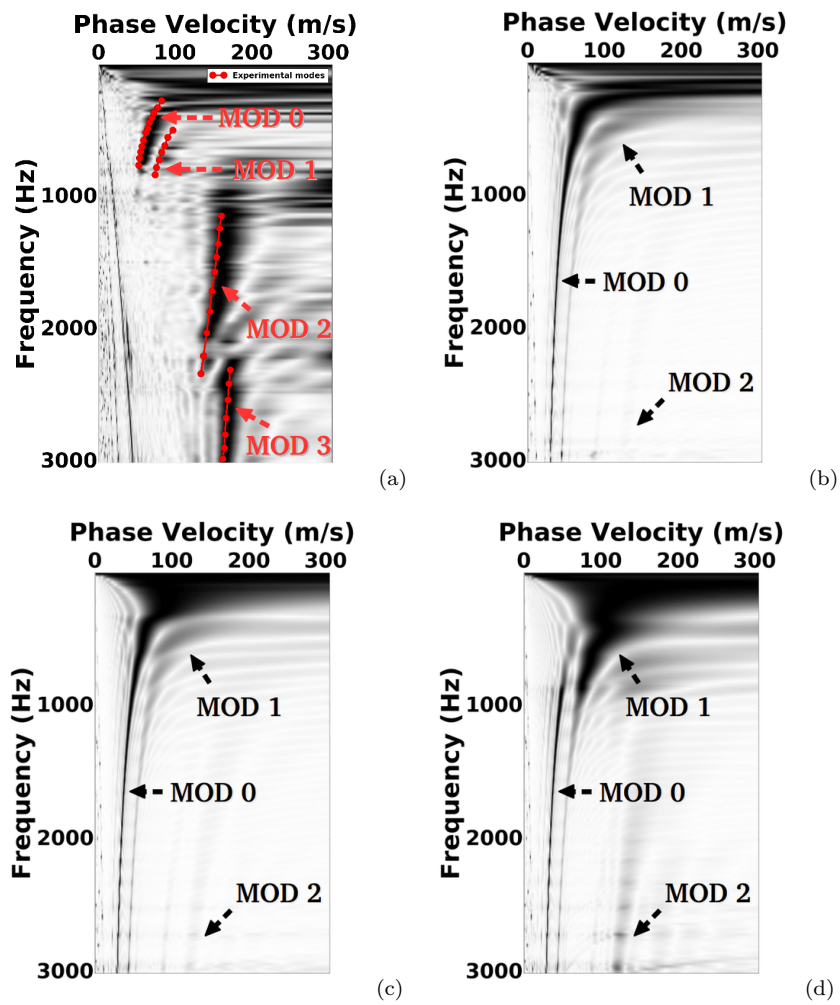 Phase Velocity (m/s)
0 100 200 300
Experimental modes
MOD 0
MOD 1
MOD 2
MOD 3
Frequency (Hz)
1000
2000
3000
(a)
Phase Velocity (m/s)
0 100 200 300
MOD 1
MOD 0
MOD 2
Frequency (Hz)
1000
2000
3000
(b)
Phase Velocity (m/s)
0 100 200 300
MOD 1
MOD 0
MOD 2
Frequency (Hz)
1000
2000
3000
(c)
Phase Velocity (m/s)
0 100 200 300
MOD 1
MOD 0
MOD 2
Frequency (Hz)
1000
2000
3000
(d)